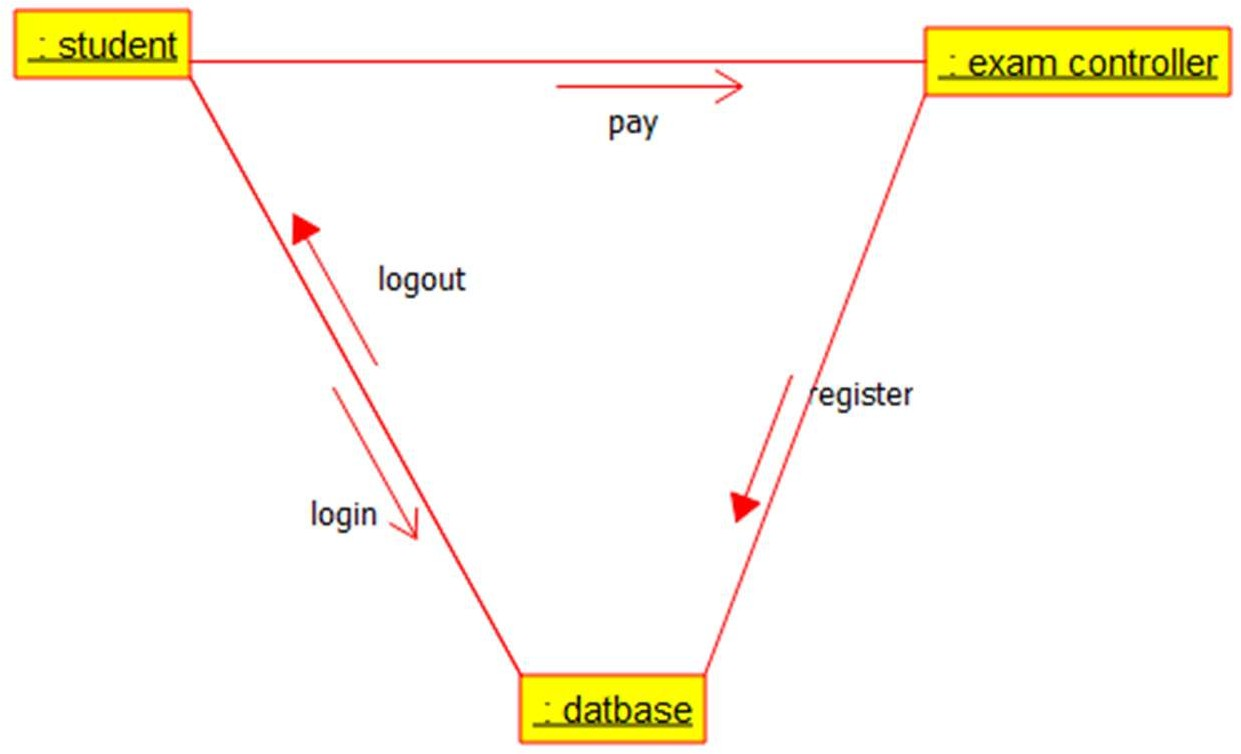 : student
: exam controller
pay
logout
register
login
: datbase